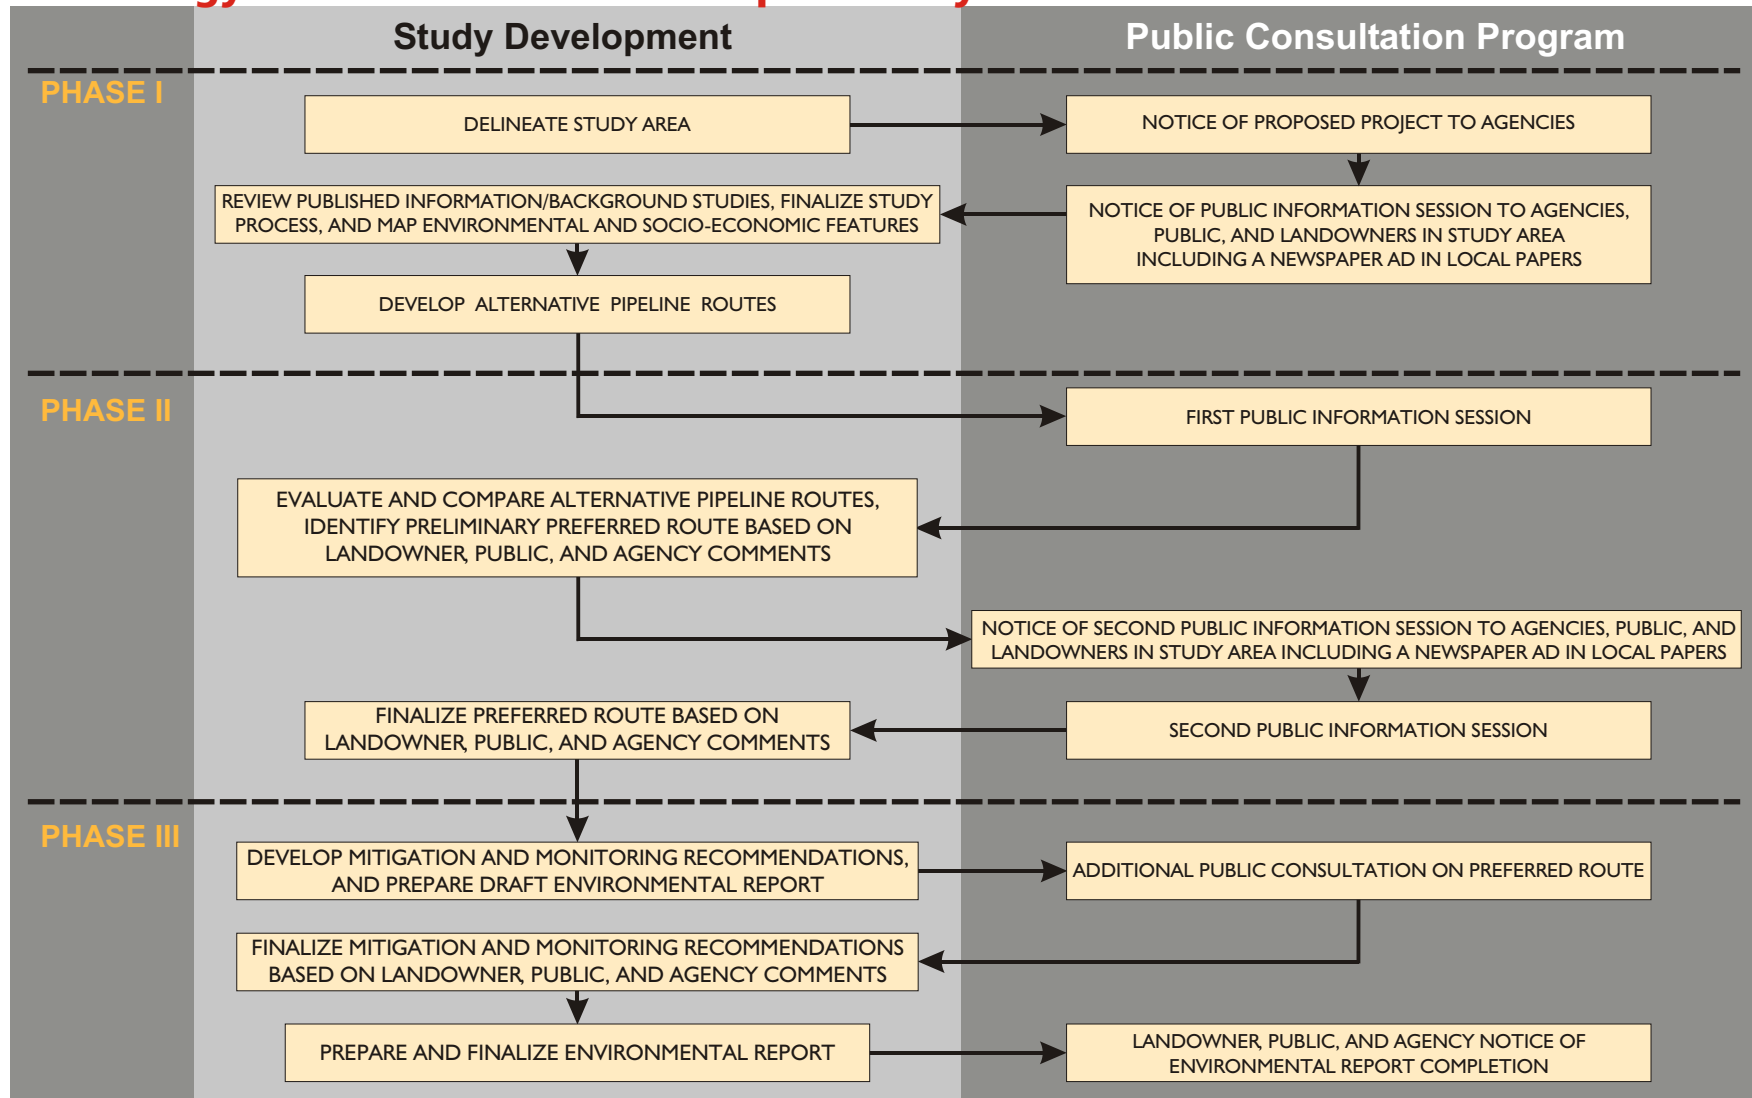 Study Development
Public Consultation Program
PHASE I
DELINEATE STUDY AREA
NOTICE OF PROPOSED PROJECT TO AGENCIES
REVIEW PUBLISHED INFORMATION/BACKGROUND STUDIES, FINALIZE STUDY
PROCESS, AND MAP ENVIRONMENTAL AND SOCIO-ECONOMIC FEATURES
NOTICE OF PUBLIC INFORMATION SESSION TO AGENCIES,
PUBLIC, AND LANDOWNERS IN STUDY AREA
INCLUDING A NEWSPAPER AD IN LOCAL PAPERS
DEVELOP ALTERNATIVE PIPELINE ROUTES
PHASE II
FIRST PUBLIC INFORMATION SESSION
EVALUATE AND COMPARE ALTERNATIVE PIPELINE ROUTES,
IDENTIFY PRELIMINARY PREFERRED ROUTE BASED ON
LANDOWNER, PUBLIC, AND AGENCY COMMENTS
NOTICE OF SECOND PUBLIC INFORMATION SESSION TO AGENCIES, PUBLIC, AND
LANDOWNERS IN STUDY AREA INCLUDING A NEWSPAPER AD IN LOCAL PAPERS
FINALIZE PREFERRED ROUTE BASED ON
LANDOWNER, PUBLIC, AND AGENCY COMMENTS
SECOND PUBLIC INFORMATION SESSION
PHASE III
DEVELOP MITIGATION AND MONITORING RECOMMENDATIONS,
AND PREPARE DRAFT ENVIRONMENTAL REPORT
ADDITIONAL PUBLIC CONSULTATION ON PREFERRED ROUTE
FINALIZE MITIGATION AND MONITORING RECOMMENDATIONS
BASED ON LANDOWNER, PUBLIC, AND AGENCY COMMENTS
PREPARE AND FINALIZE ENVIRONMENTAL REPORT
LANDOWNER, PUBLIC, AND AGENCY NOTICE OF
ENVIRONMENTAL REPORT COMPLETION